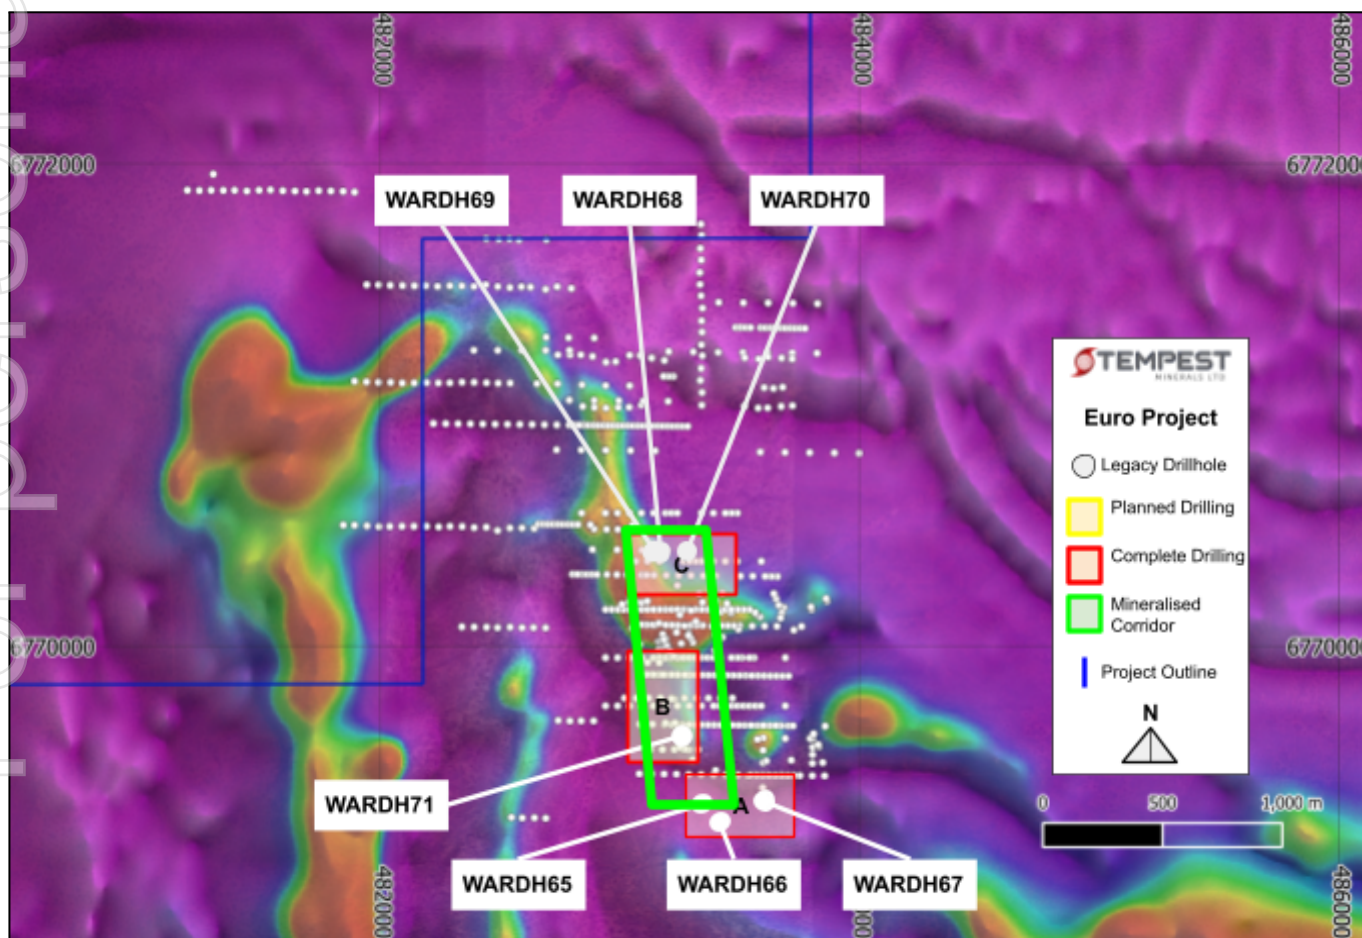 482000
484000
486000
6772000
6772000
WARDH69
WARDH68
WARDH70
TEMPEST
MINERALS LTD
Euro Project
Legacy Drillhole
Planned Drilling
Complete Drilling
Mineralised
Corridor
Project Outline
N
C
6770000
6770000
B
WARDH71
A
0
500
1,000 m
WARDH65
WARDH66
WARDH67
482000
486000